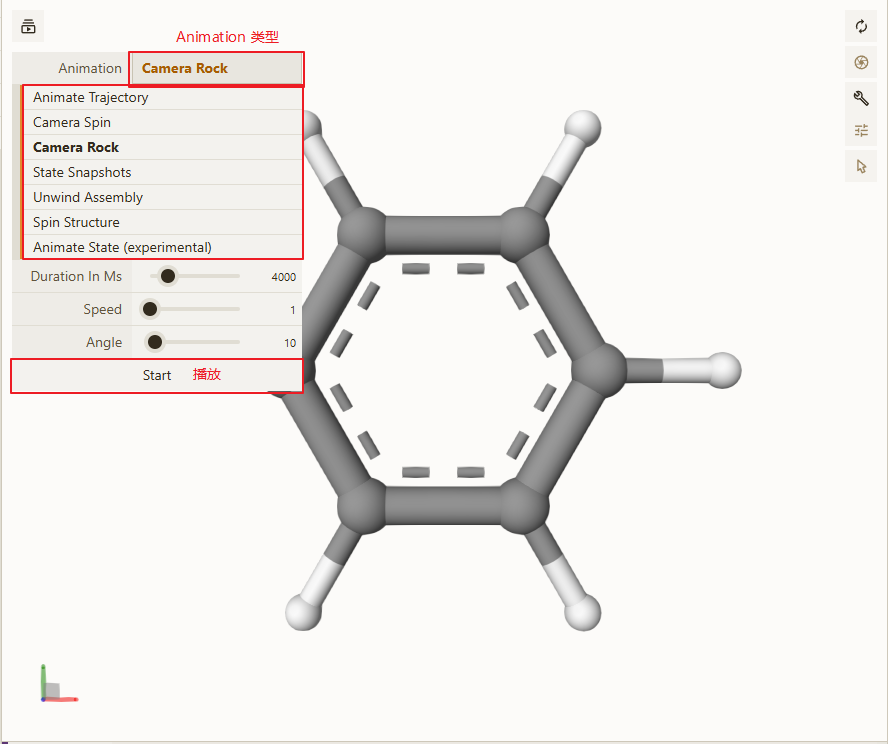 Animation 类型
Animation Camera Rock
Animate Trajectory
Camera Spin
Camera Rock
State Snapshots
Unwind Assembly
Spin Structure
Animate State (experimental)
Duration In Ms 4000
Speed 1
Angle 10
Start 播放